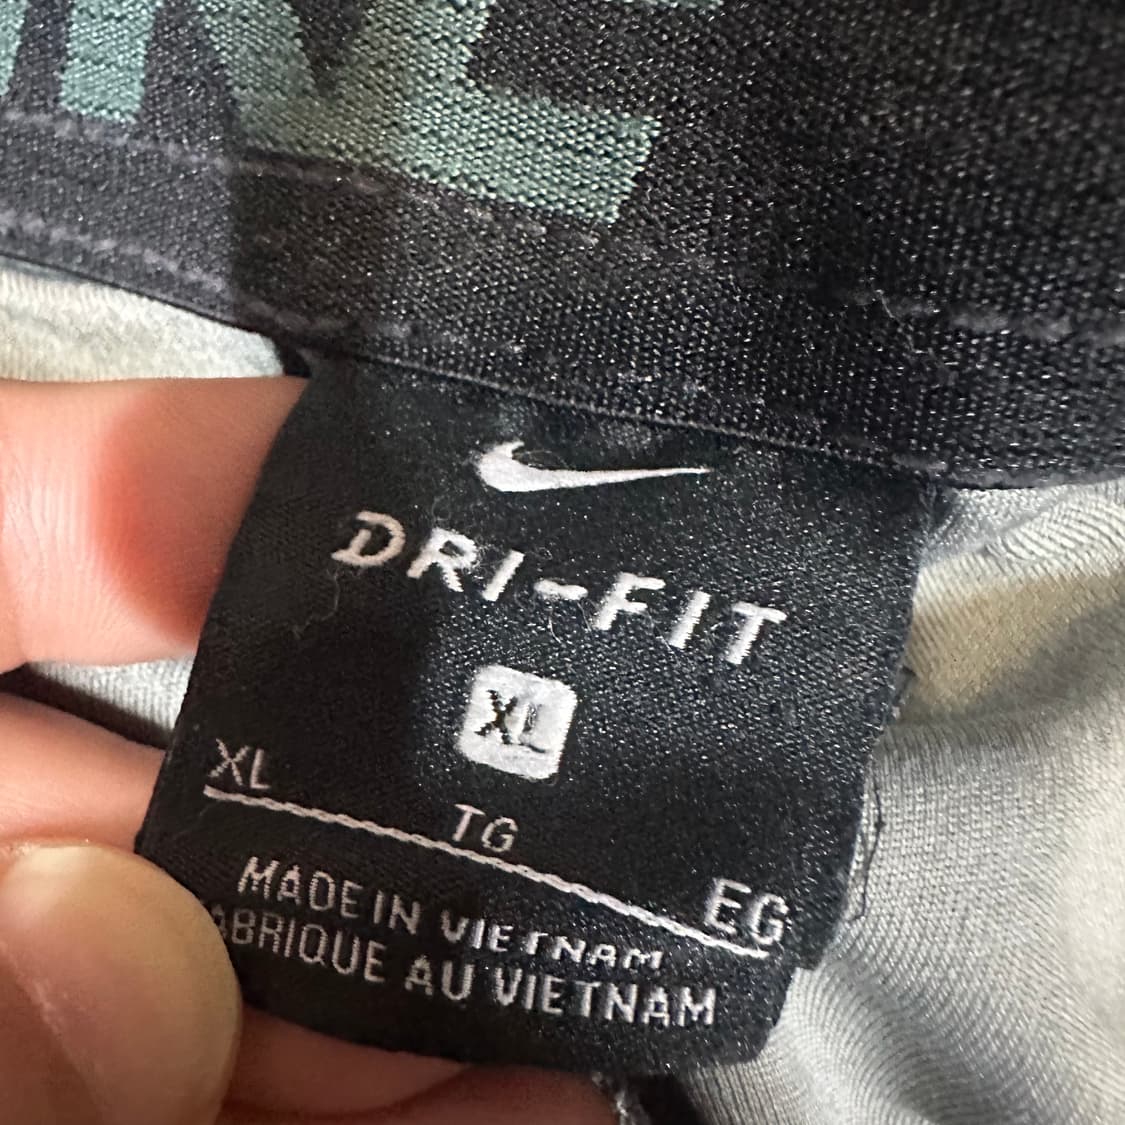 DRI-FIT
XL
XL
TG
EG
MADE IN VIETNAM
ABRIQUE AU VIETNAM